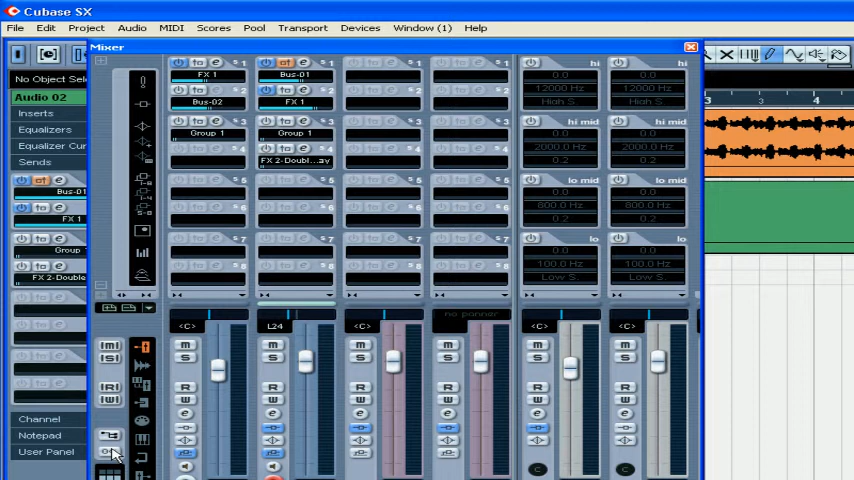 Cubase SX
File Edit Project Audio MIDI Scores Pool Transport Devices Window (1) Help
Mixer
No Object Sele
3 3 4
Audio 02
Inserts
Equalizers
Equalizer Cur
Sends
Bus-01
FX 1
Group 1
FX 2-Double
Channel
Notepad
User Panel
FX 1 Bus-01
Bus-02 FX 1
Group 1 Group 1
FX 2-Doubl...ay
hi hi
0.0 0.0
12000 Hz 12000 Hz
High S. High S.
hi mid hi mid
0.0 0.0
2000.0 Hz 2000.0 Hz
0.2 0.2
lo mid lo mid
0.0 0.0
800.0 Hz 800.0 Hz
0.2 0.2
lo lo
0.0 0.0
100.0 Hz 100.0 Hz
Low S. Low S.
no panner
<C> L24 <C> <C> <C>
M M M M M M
S S S S S S
R R R R R R
W W W W W W